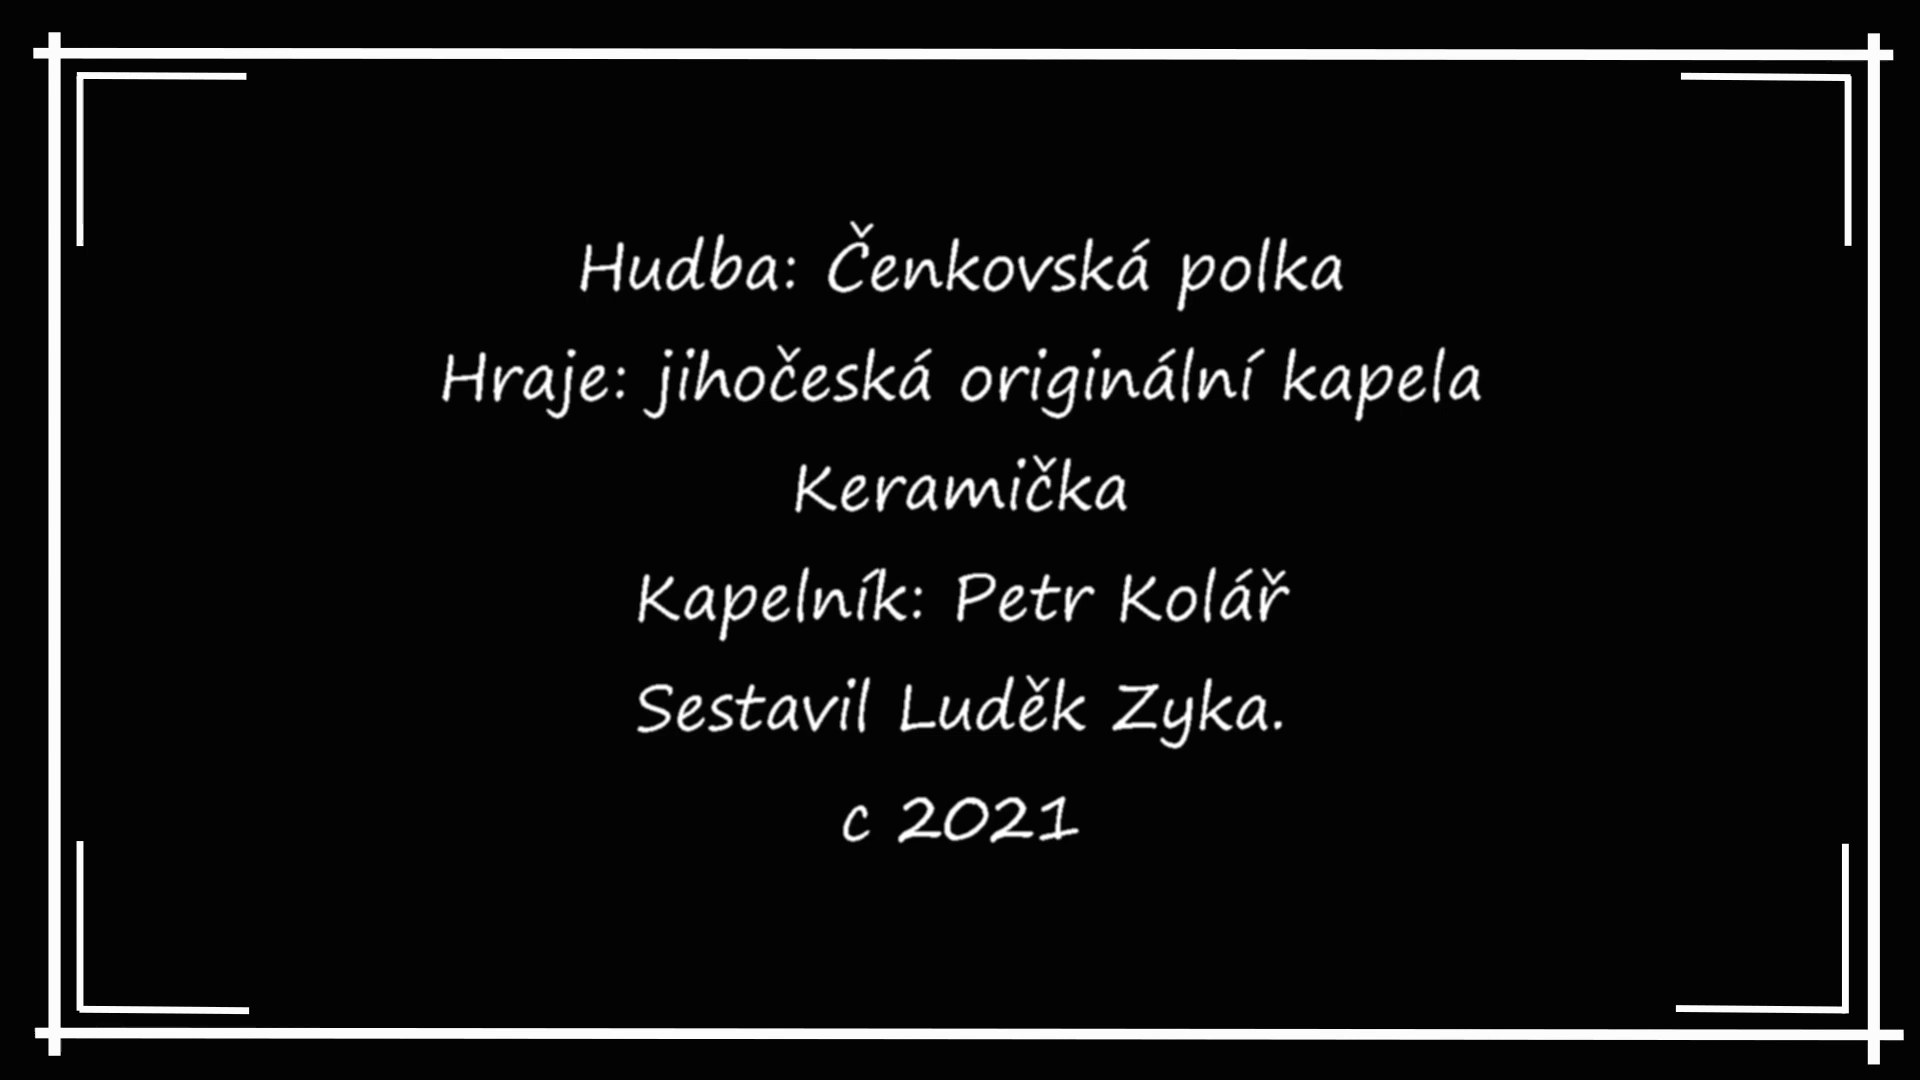 Hudba: Čenkovská polka
Hraje: jihočeská originální kapela
Keramička
Kapelník: Petr Kolář
Sestavil Luděk Zyka.
c 2021